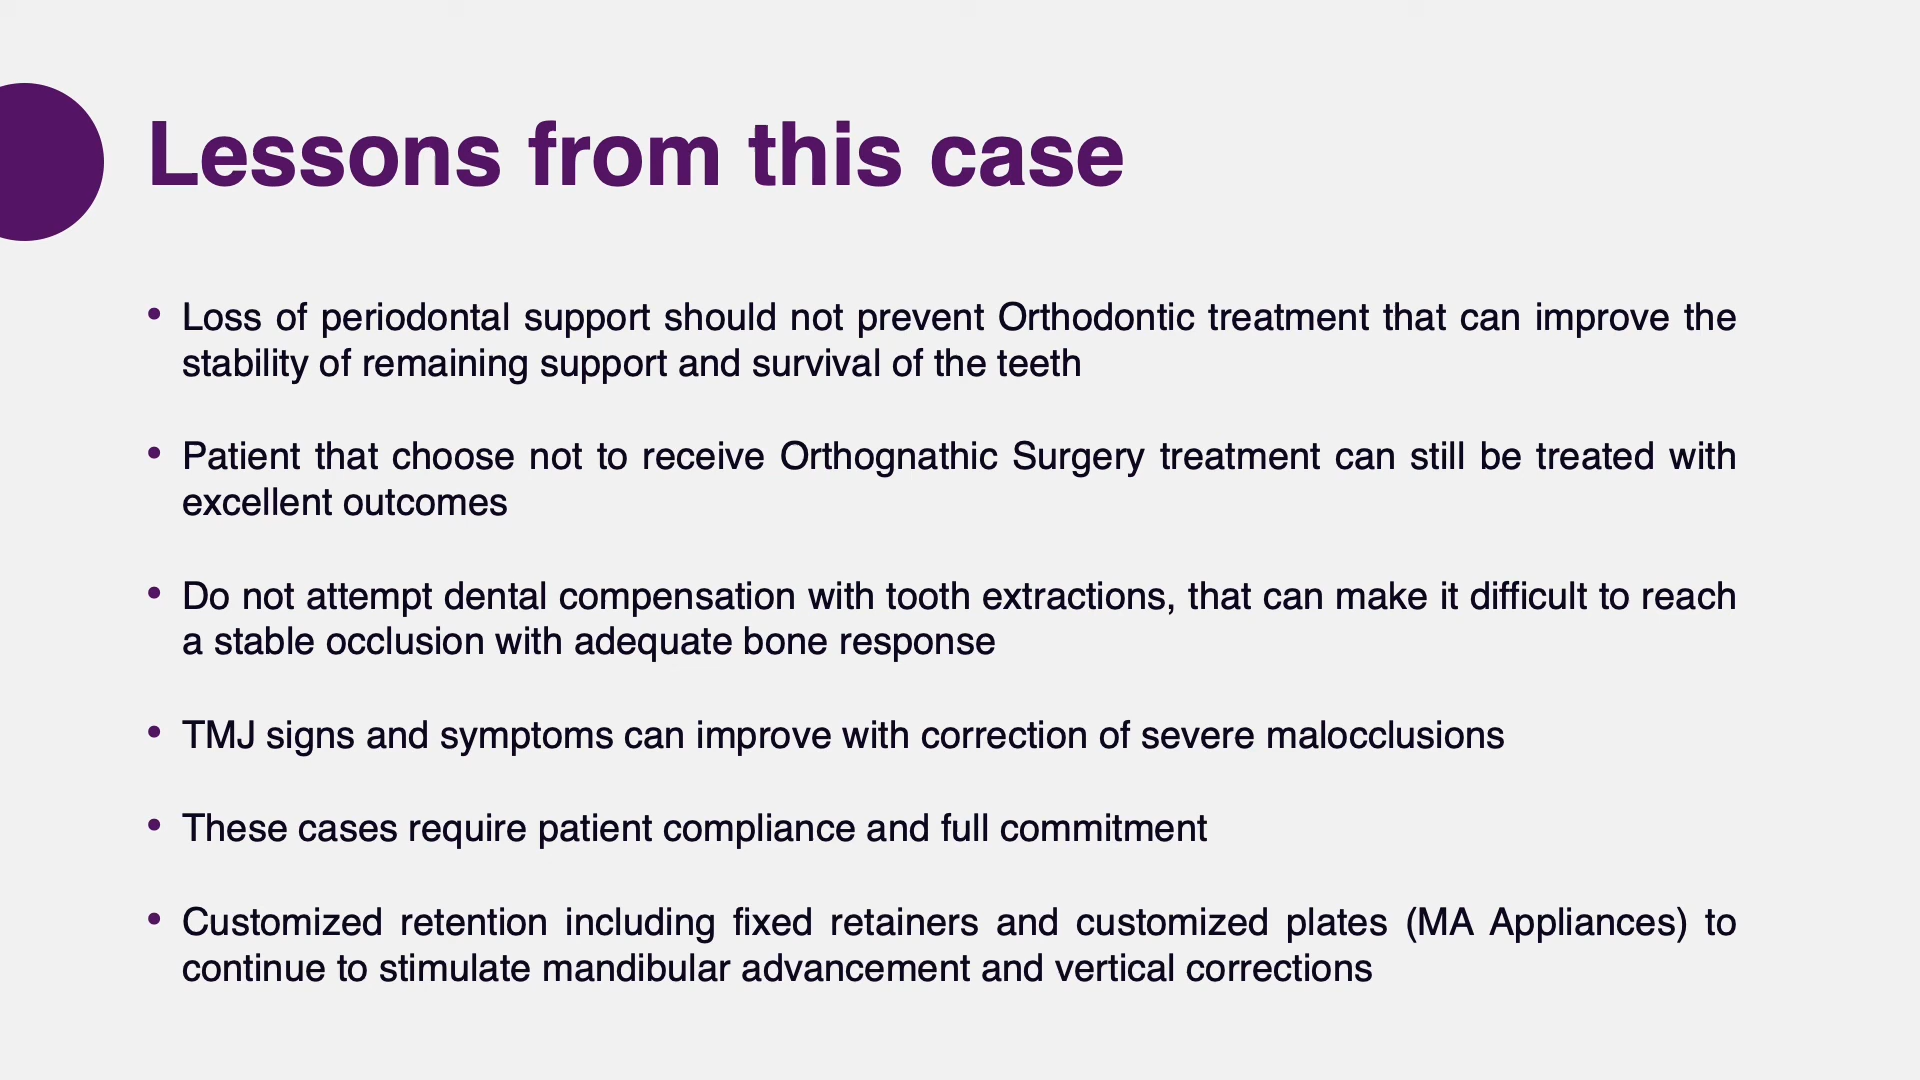 Lessons from this case
• Loss of periodontal support should not prevent Orthodontic treatment that can improve the
stability of remaining support and survival of the teeth
• Patient that choose not to receive Orthognathic Surgery treatment can still be treated with
excellent outcomes
• Do not attempt dental compensation with tooth extractions, that can make it difficult to reach
a stable occlusion with adequate bone response
• TMJ signs and symptoms can improve with correction of severe malocclusions
• These cases require patient compliance and full commitment
• Customized retention including fixed retainers and customized plates (MA Appliances) to
continue to stimulate mandibular advancement and vertical corrections